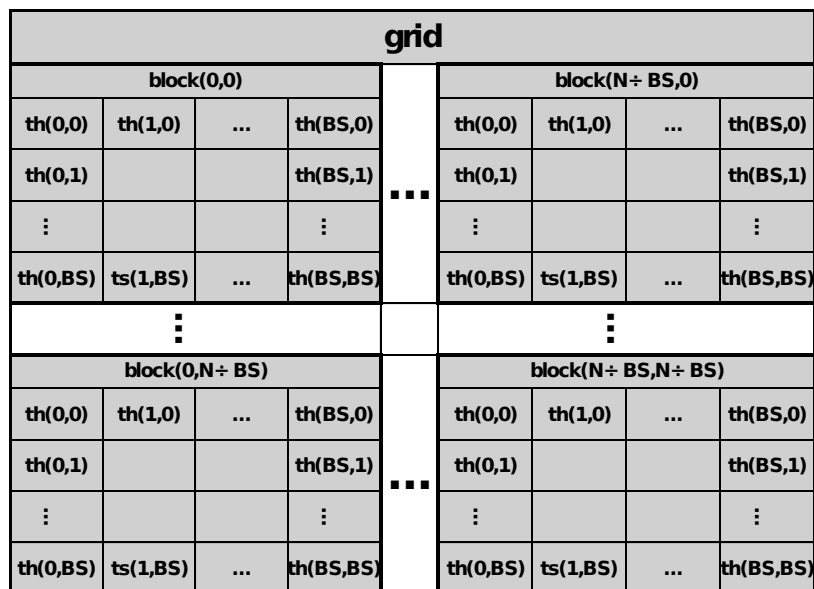 grid
block(0,0) block(N÷ BS,0)
th(0,0) th(1,0) ... th(BS,0) th(0,0) th(1,0) ... th(BS,0)
th(0,1) th(BS,1) ... th(0,1) th(BS,1)
⋮ ⋮ ⋮ ⋮
th(0,BS) ts(1,BS) ... th(BS,BS) th(0,BS) ts(1,BS) ... th(BS,BS)
⋮ ⋮
block(0,N÷ BS) block(N÷ BS,N÷ BS)
th(0,0) th(1,0) ... th(BS,0) th(0,0) th(1,0) ... th(BS,0)
th(0,1) th(BS,1) ... th(0,1) th(BS,1)
⋮ ⋮ ⋮ ⋮
th(0,BS) ts(1,BS) ... th(BS,BS) th(0,BS) ts(1,BS) ... th(BS,BS)